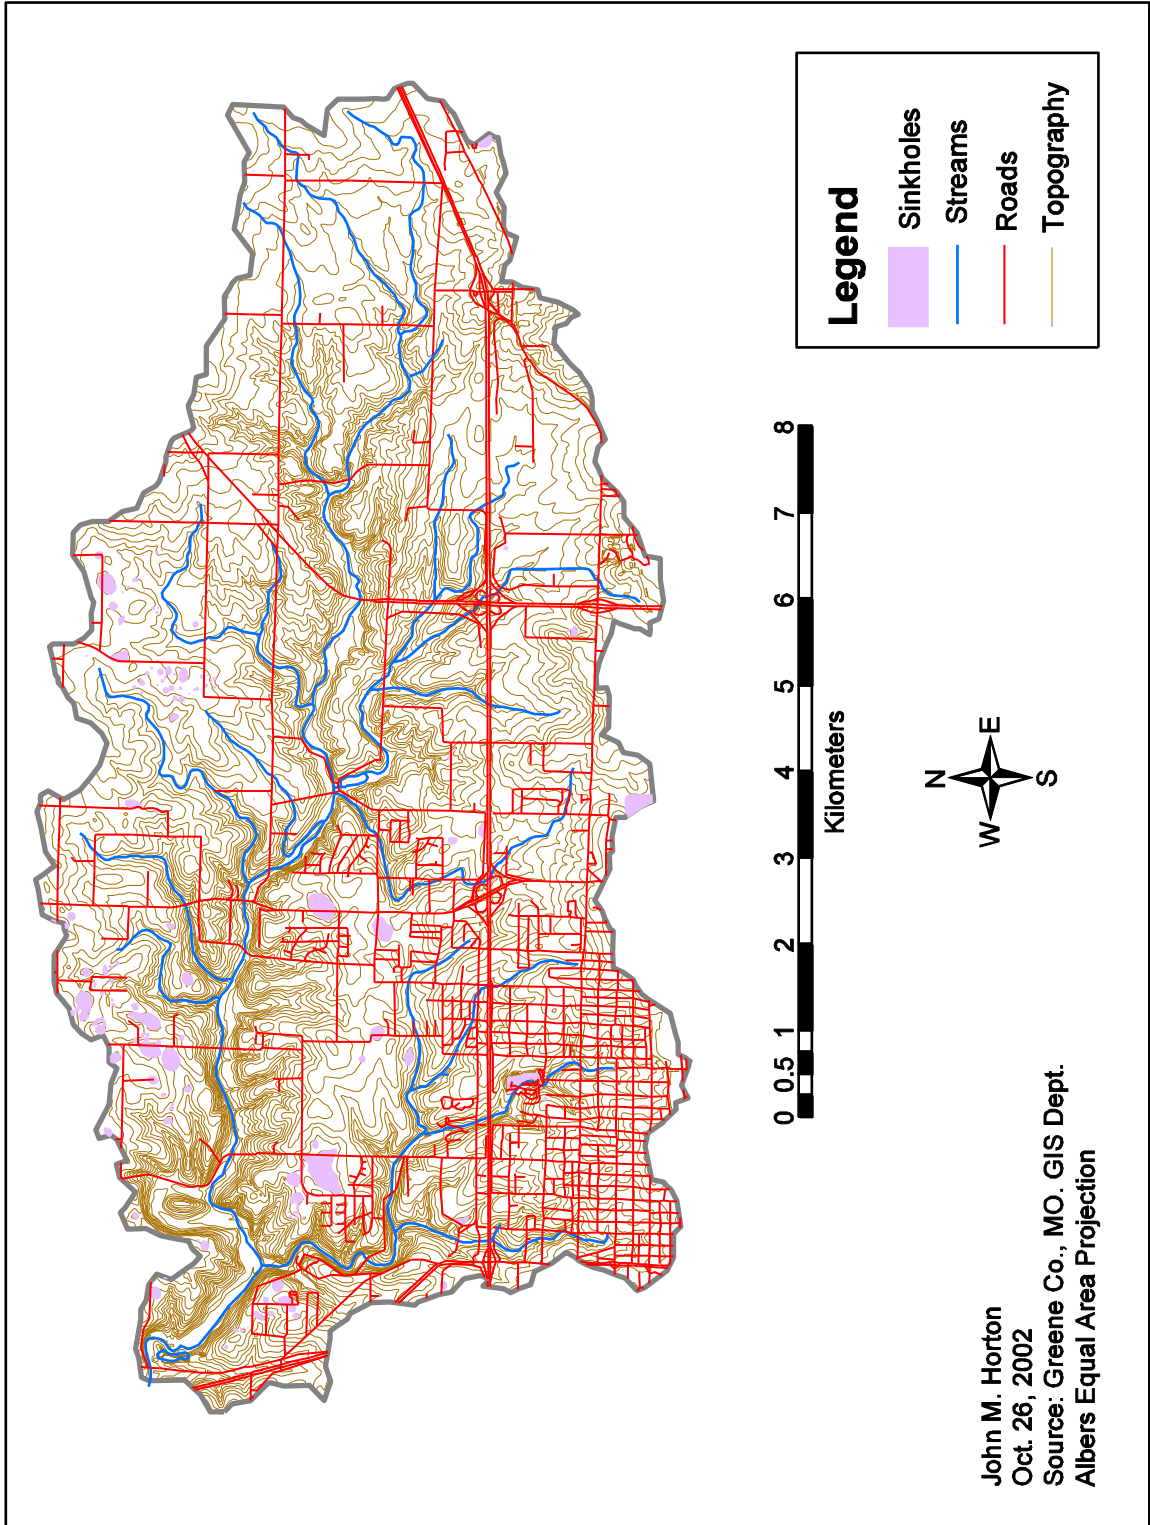 Legend
Sinkholes
Streams
Roads
Topography
0 0.5 1 2 3 4 5 6 7 8
Kilometers
N
W E
S
John M. Horton
Oct. 26, 2002
Source: Greene Co., MO. GIS Dept.
Albers Equal Area Projection